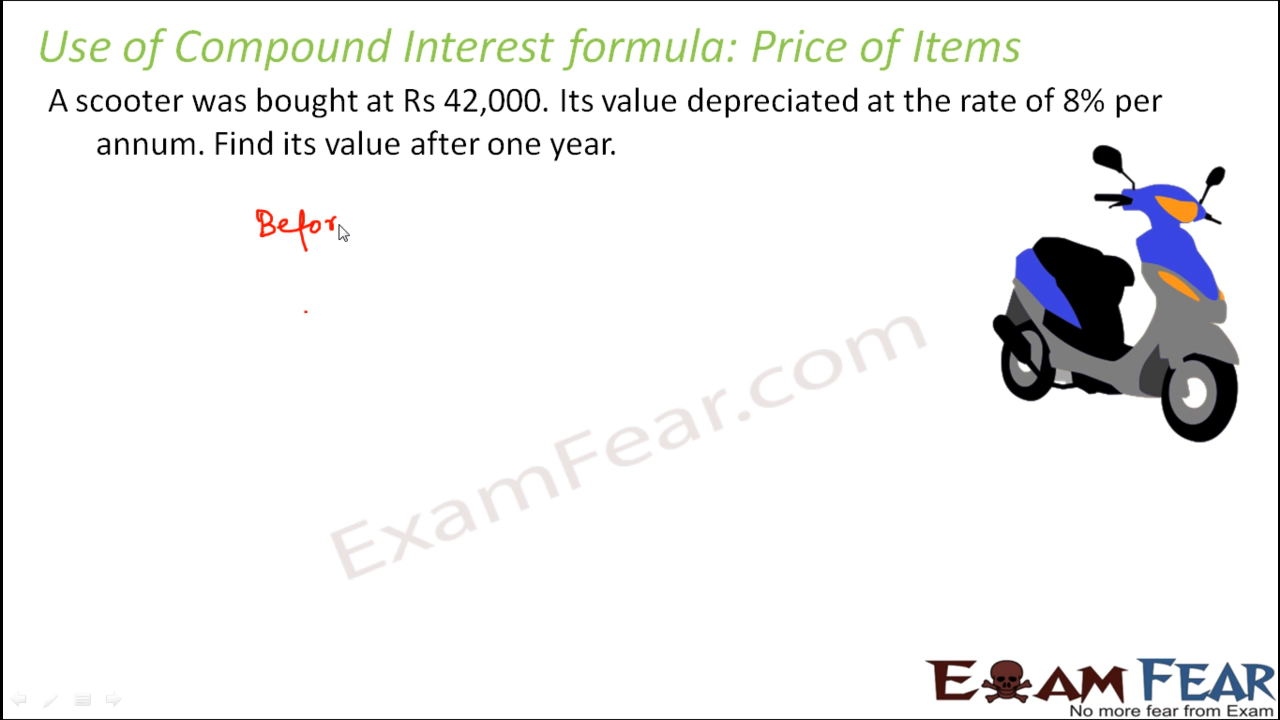 Use of Compound Interest formula: Price of Items
A scooter was bought at Rs 42,000. Its value depreciated at the rate of 8% per
annum. Find its value after one year.
Befor
ExamFear.com
EXAM FEAR
No more fear from Exam